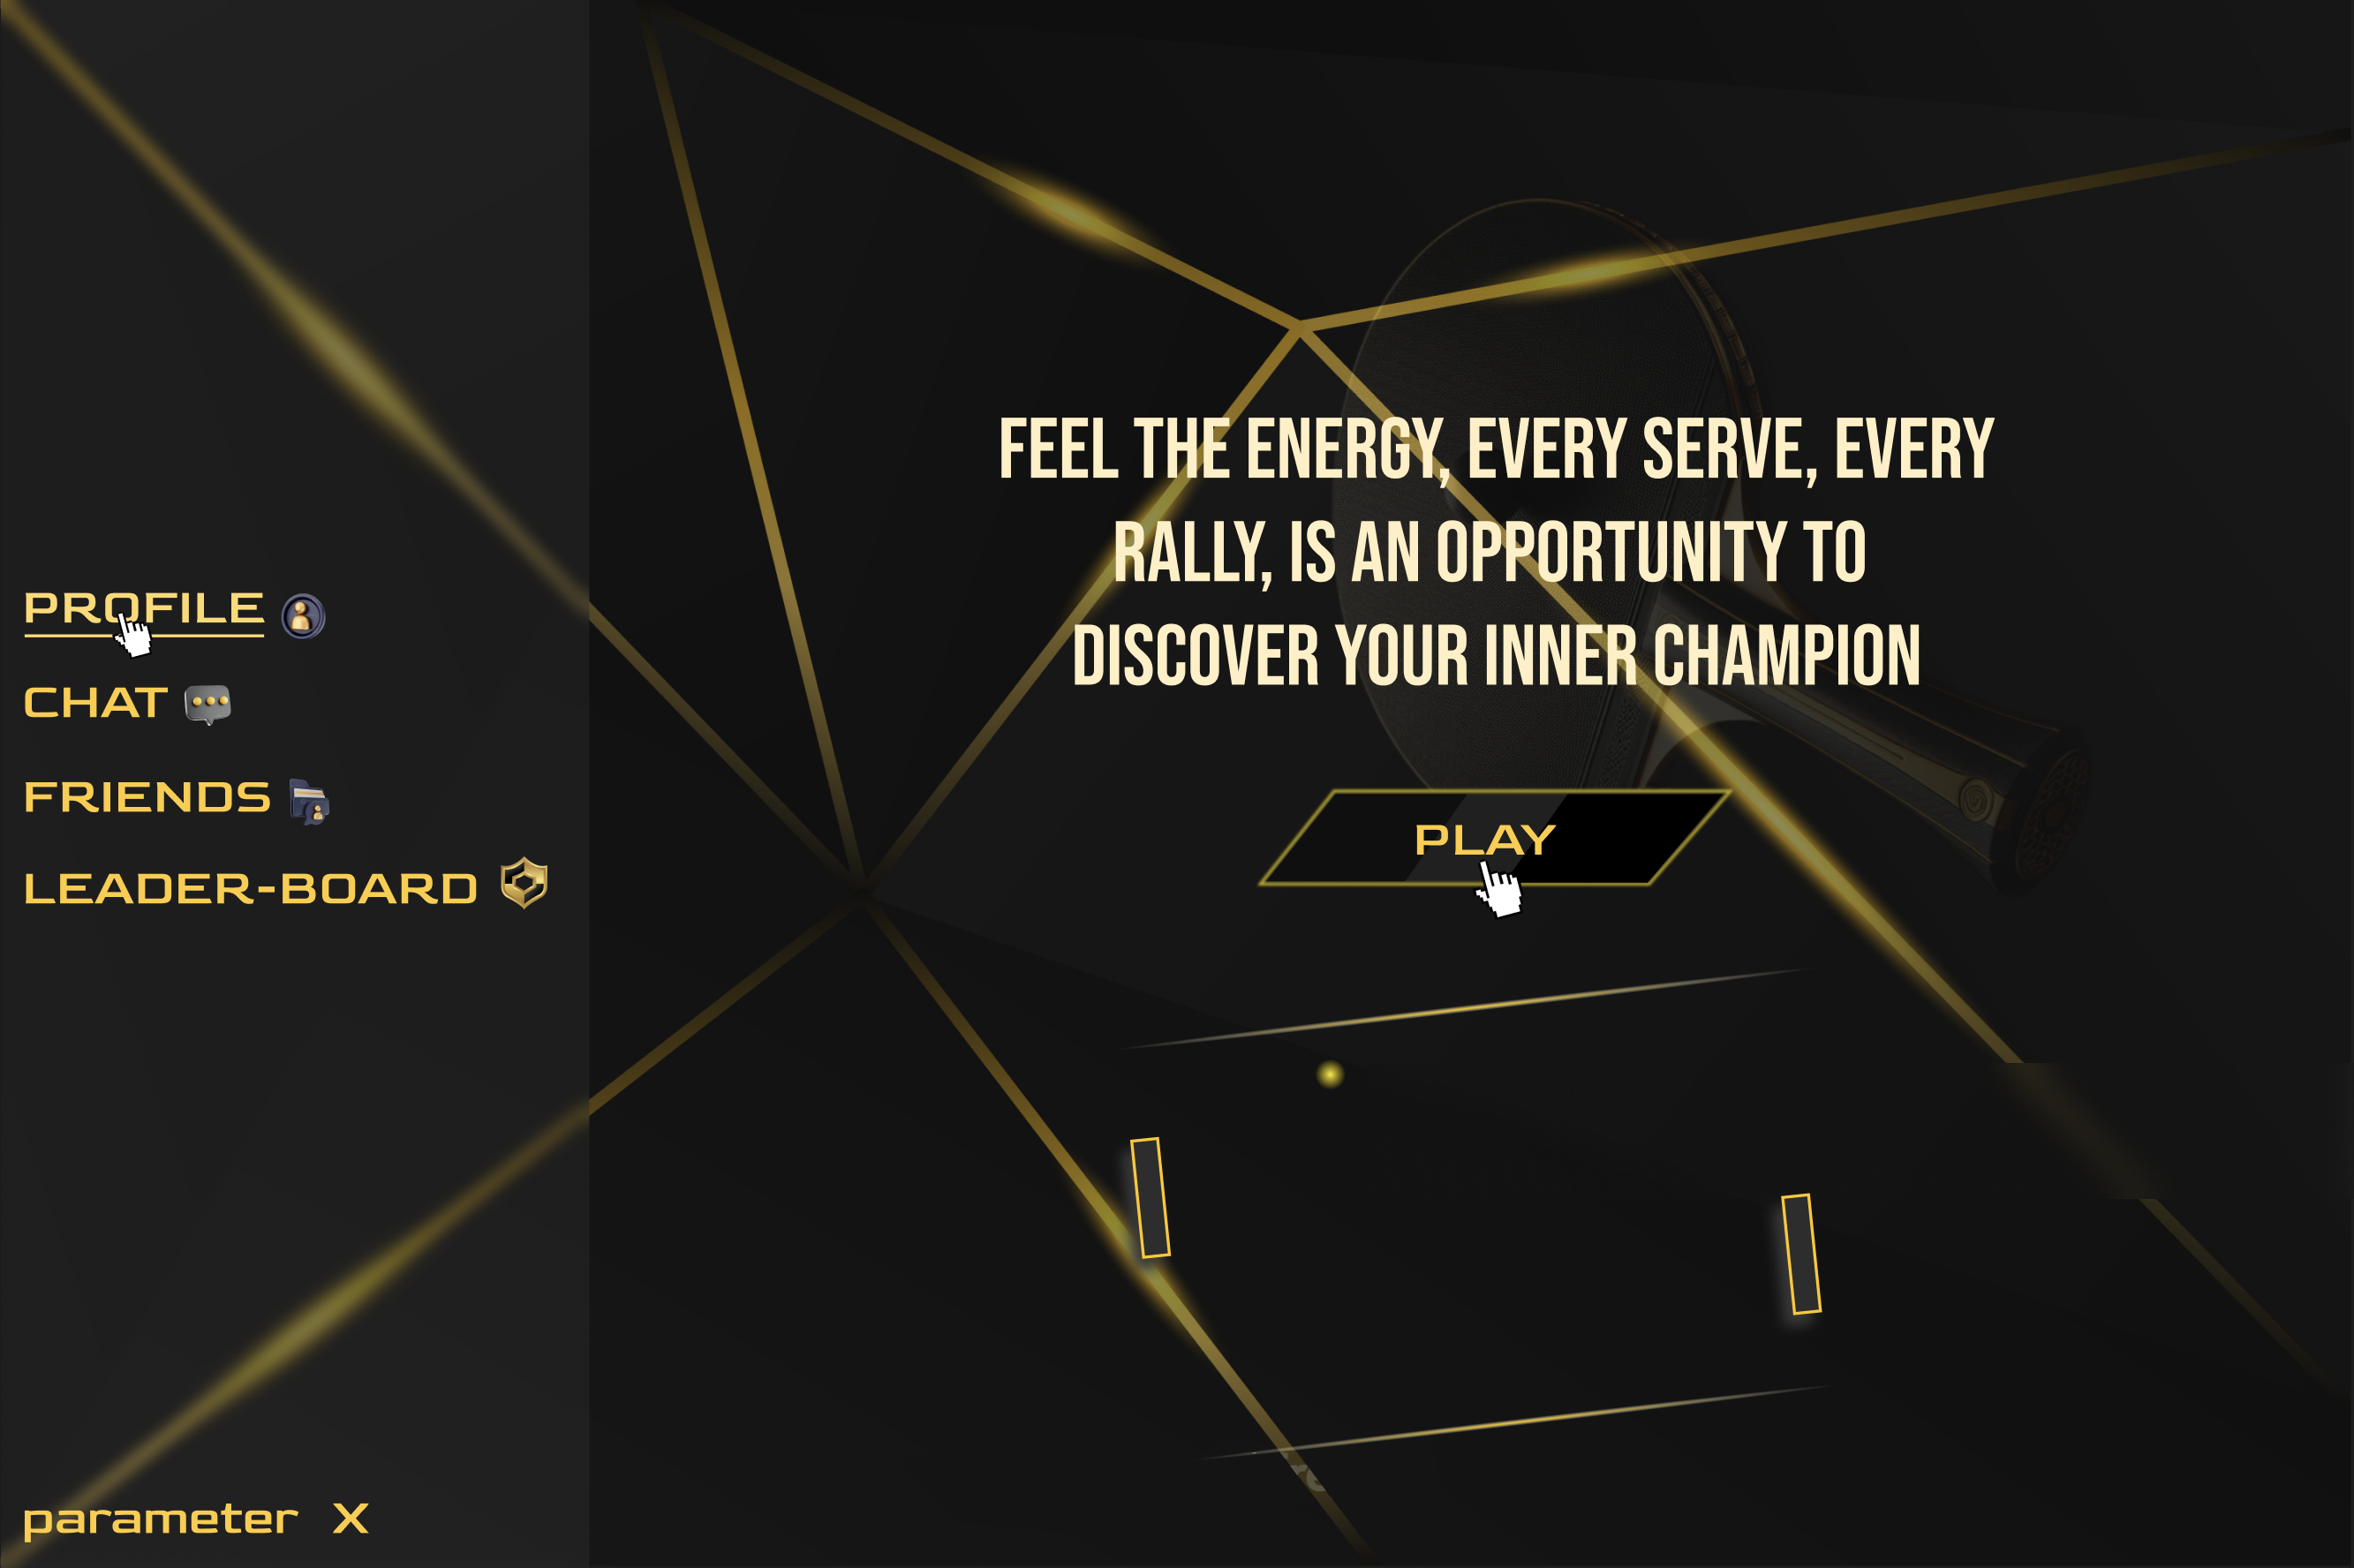 FEEL THE ENERGY, EVERY SERVE, EVERY
RALLY, IS AN OPPORTUNITY TO
DISCOVER YOUR INNER CHAMPION
PROFILE
CHAT
FRIENDS
LEADER-BOARD
PLAY
parameter X